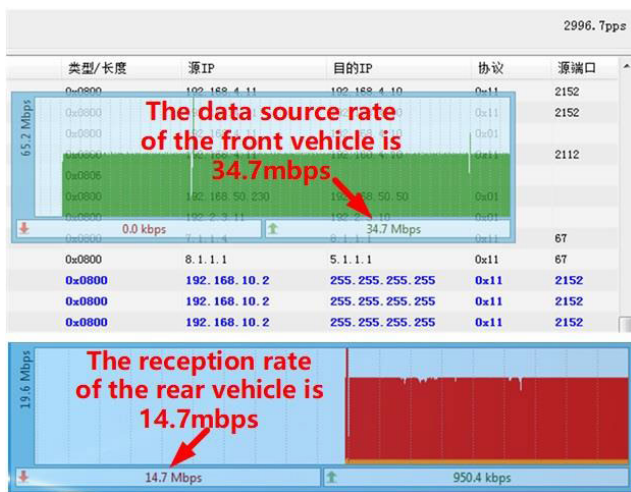 2996.7pps
类型/长度 源IP 目的IP 协议 源端口
0x0800 192.168.4.11 192.168.4.10 0x11 2152
65.2 Mbps
The data source rate
of the front vehicle is
34.7mbps
2152
0x01
2112
0x0806
192.168.50.230 192.168.50.50 0x01
0.0 kbps 34.7 Mbps
67
0x0800 8.1.1.1 5.1.1.1 0x11 67
0x0800 192.168.10.2 255.255.255.255 0x11 2152
0x0800 192.168.10.2 255.255.255.255 0x11 2152
0x0800 192.168.10.2 255.255.255.255 0x11 2152
19.6 Mbps
The reception rate
of the rear vehicle is
14.7mbps
14.7 Mbps 950.4 kbps